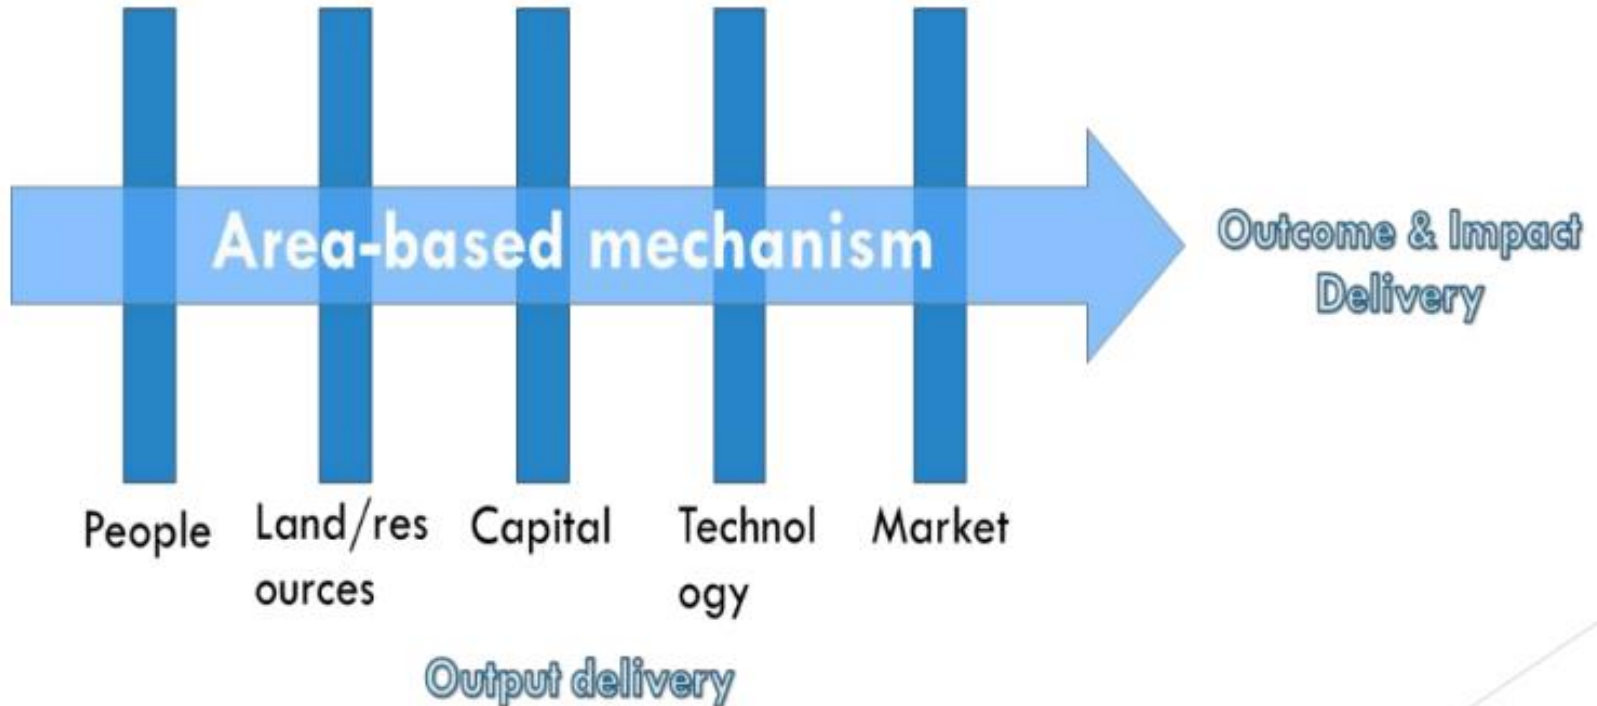 Area-based mechanism
Outcome & Impact
Delivery
People
Land/res
ources
Capital
Technol
ogy
Market
Output delivery